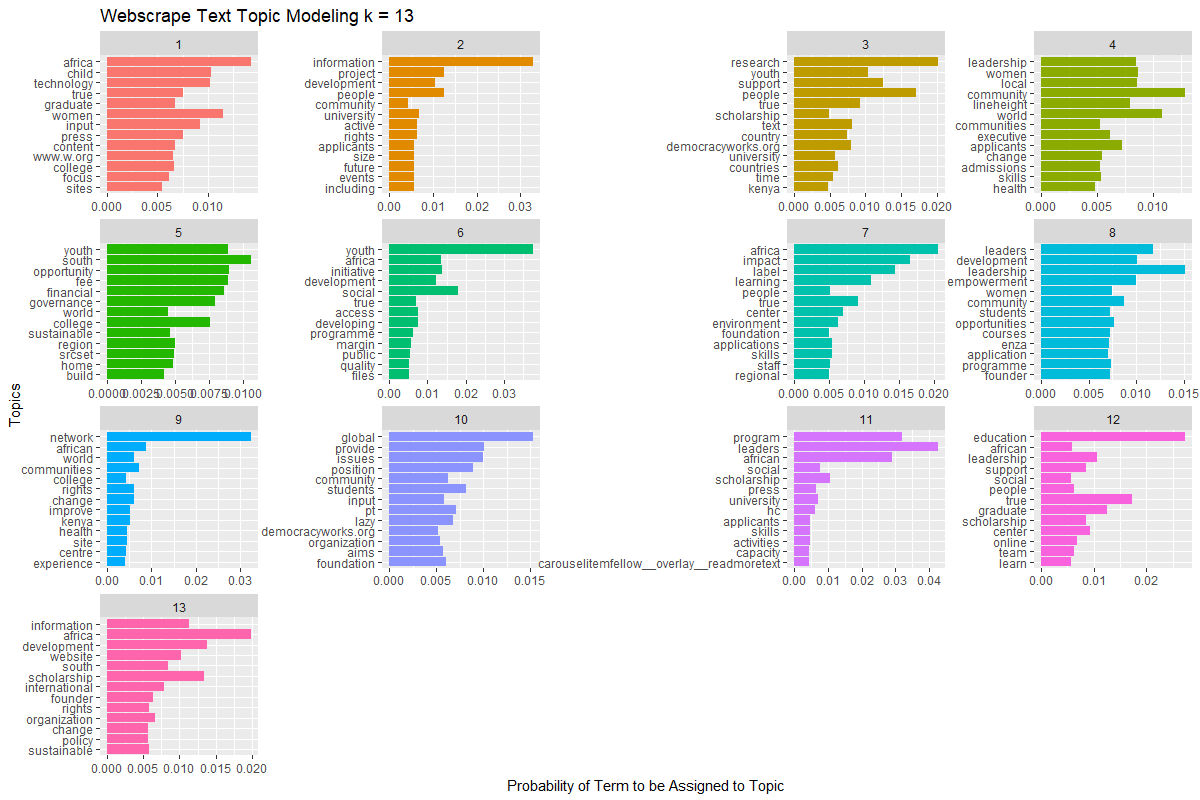 Webscrape Text Topic Modeling k = 13
1
africa
child
technology
true
graduate
women
input
press
content
www.w.org
college
focus
sites
0.000 0.005 0.010
2
information
project
development
people
community
university
active
rights
applicants
size
future
events
including
0.00 0.01 0.02 0.03
3
research
youth
support
people
true
scholarship
text
country
democracyworks.org
university
countries
time
kenya
0.000 0.005 0.010 0.015 0.020
4
leadership
women
local
community
lineheight
world
communities
executive
applicants
change
admissions
skills
health
0.000 0.005 0.010
5
youth
south
opportunity
fee
financial
governance
world
college
sustainable
region
srcset
home
build
0.0000 0.0025 0.0050 0.0075 0.0100
6
youth
africa
initiative
development
social
true
access
developing
programme
margin
public
quality
files
0.00 0.01 0.02 0.03
7
africa
impact
label
learning
people
true
center
environment
foundation
applications
skills
staff
regional
0.000 0.005 0.010 0.015 0.020
8
leaders
development
leadership
empowerment
women
community
students
opportunities
courses
enza
application
programme
founder
0.000 0.005 0.010 0.015
Topics
9
network
african
world
communities
college
rights
change
improve
kenya
health
site
centre
experience
0.00 0.01 0.02 0.03
10
global
provide
issues
position
community
students
input
pt
lazy
democracyworks.org
organization
aims
foundation
0.000 0.005 0.010 0.015
11
program
leaders
african
social
scholarship
press
university
hc
applicants
skills
activities
capacity
carouselitemfellow__overlay__readmoretext
0.00 0.01 0.02 0.03 0.04
12
education
african
leadership
support
social
people
true
graduate
scholarship
center
online
team
learn
0.00 0.01 0.02
13
information
africa
development
website
south
scholarship
international
founder
rights
organization
change
policy
sustainable
0.000 0.005 0.010 0.015 0.020
Probability of Term to be Assigned to Topic